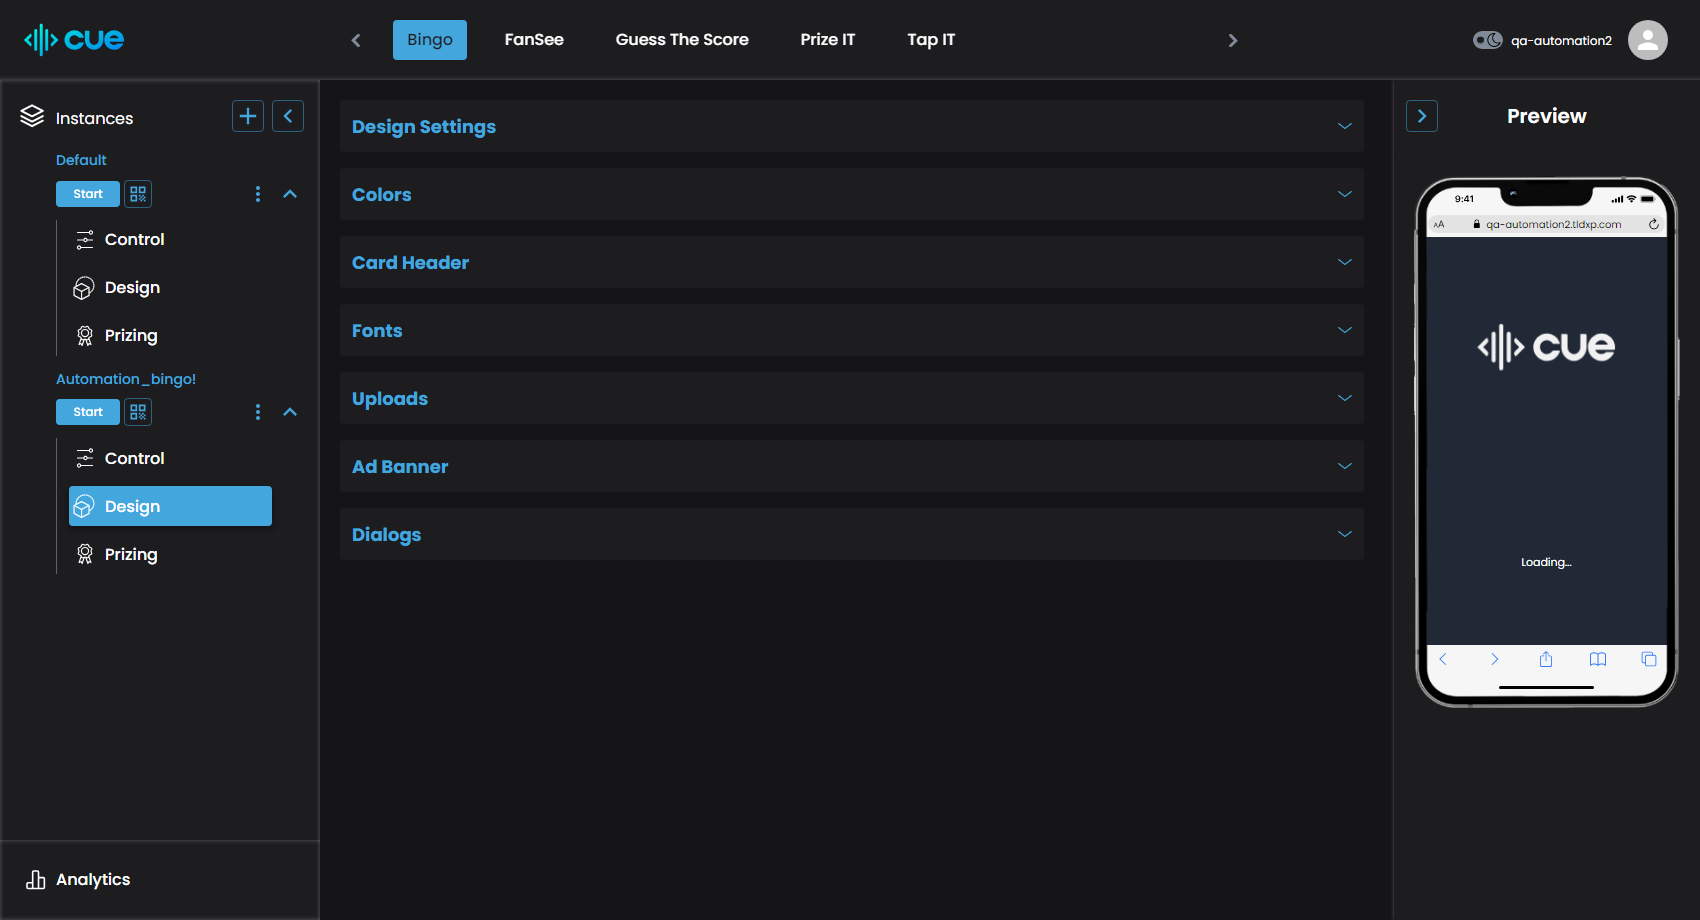 cue
Bingo
FanSee
Guess The Score
Prize IT
Tap IT
qa-automation2
Instances
Default
Start
Control
Design
Prizing
Automation_bingo!
Start
Control
Design
Prizing
Analytics
Design Settings
Colors
Card Header
Fonts
Uploads
Ad Banner
Dialogs
Preview
9:41
AA qa-automation2.tldxp.com
cue
Loading...